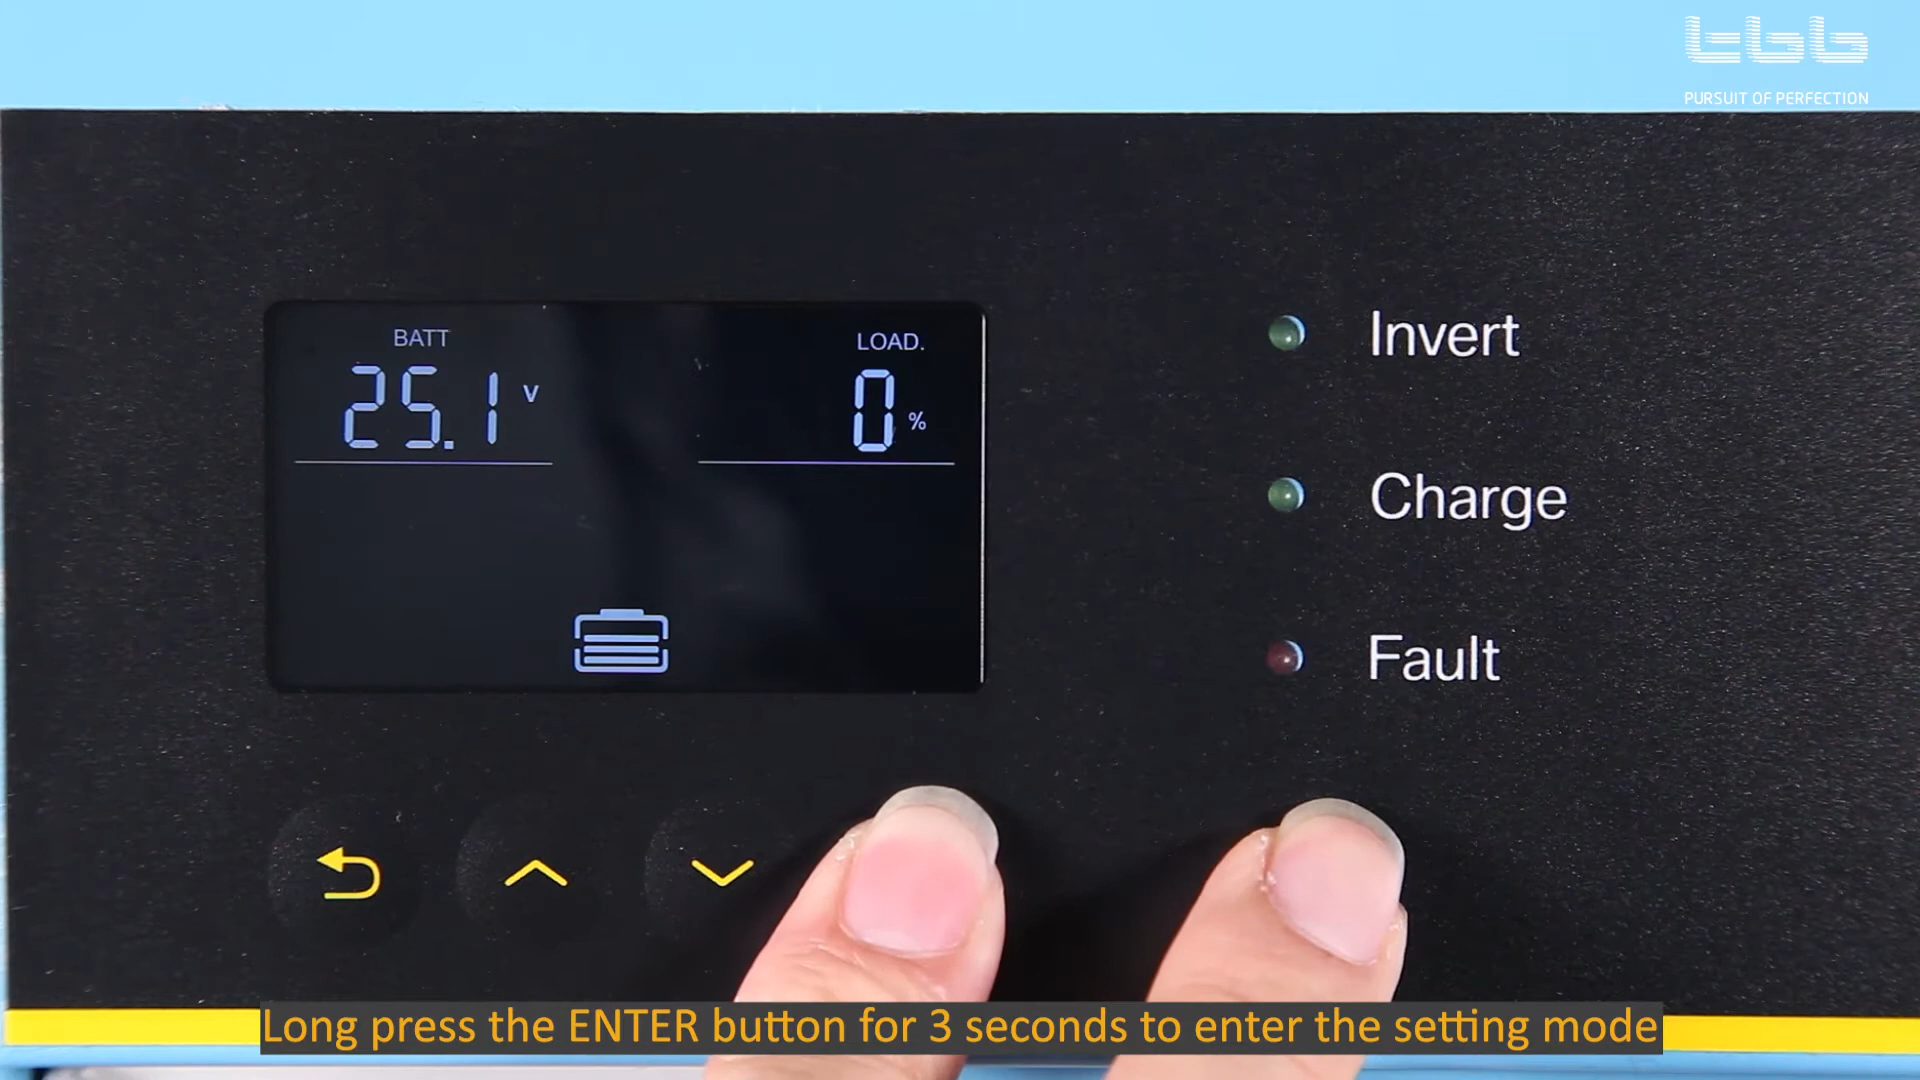 tbb
PURSUIT OF PERFECTION
BATT
25.1 V
LOAD.
0 %
Invert
Charge
Fault
Long press the ENTER button for 3 seconds to enter the setting mode